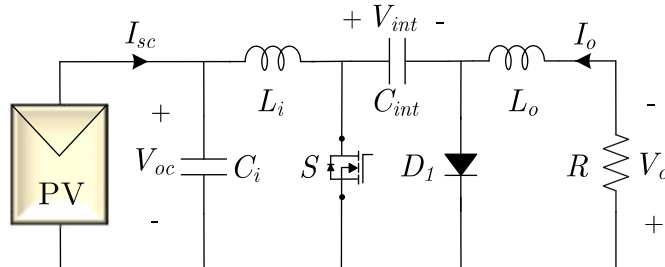 + V_int -
I_sc
I_o
L_i
C_int
L_o
+
-
V_oc
C_i
S
D_1
R
V_o
PV
-
+